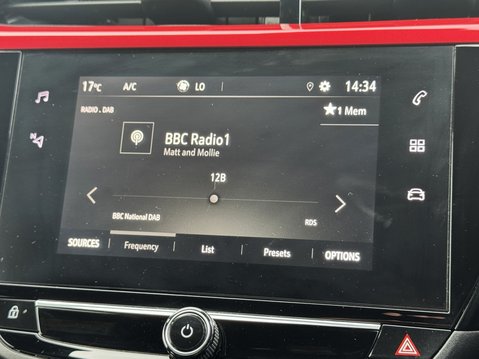 17°C A/C LO 14:34
RADIO . DAB
★1 Mem
BBC Radio1
Matt and Mollie
12B
BBC National DAB RDS
SOURCES Frequency List Presets OPTIONS
N